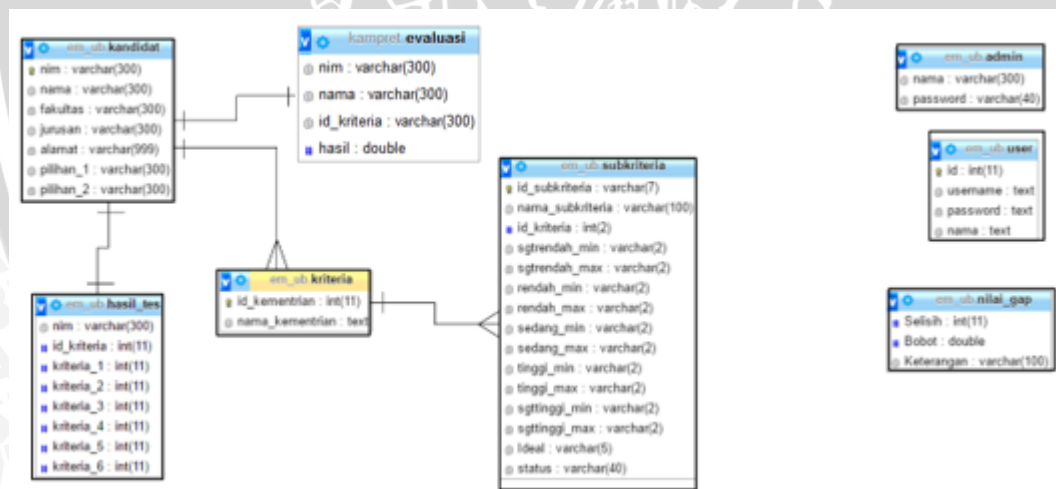 em_ub kandidat
nim : varchar(300)
nama : varchar(300)
fakultas : varchar(300)
jurusan : varchar(300)
alamat : varchar(999)
pilihan_1 : varchar(300)
pilihan_2 : varchar(300)
kampret evaluasi
nim : varchar(300)
nama : varchar(300)
id_kriteria : varchar(300)
hasil : double
em_ub hasil_tes
nim : varchar(300)
id_kriteria : int(11)
kriteria_1 : int(11)
kriteria_2 : int(11)
kriteria_3 : int(11)
kriteria_4 : int(11)
kriteria_5 : int(11)
kriteria_6 : int(11)
em_ub kriteria
id_kementrian : int(11)
nama_kementrian : text
em_ub subkriteria
id_subkriteria : varchar(7)
nama_subkriteria : varchar(100)
id_kriteria : int(2)
sgtrendah_min : varchar(2)
sgtrendah_max : varchar(2)
rendah_min : varchar(2)
rendah_max : varchar(2)
sedang_min : varchar(2)
sedang_max : varchar(2)
tinggi_min : varchar(2)
tinggi_max : varchar(2)
sgttinggi_min : varchar(2)
sgttinggi_max : varchar(2)
Ideal : varchar(5)
status : varchar(40)
em_ub admin
nama : varchar(300)
password : varchar(40)
em_ub user
id : int(11)
username : text
password : text
nama : text
em_ub nilai_gap
Selisih : int(11)
Bobot : double
Keterangan : varchar(100)